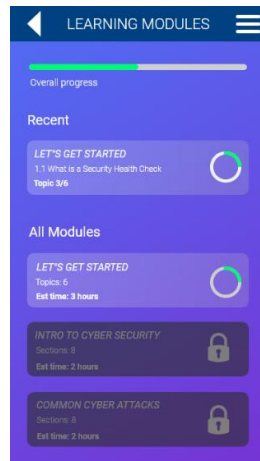 LEARNING MODULES
Overall progress
Recent
LET"S GET STARTED
1.1 What is a Security Health Check
Topic 3/6
All Modules
LET"S GET STARTED
Topics: 6
Est time: 3 hours
INTRO TO CYBER SECURITY
Sections: 8
Est time: 2 hours
COMMON CYBER ATTACKS
Sections: 8
Est time: 2 hours